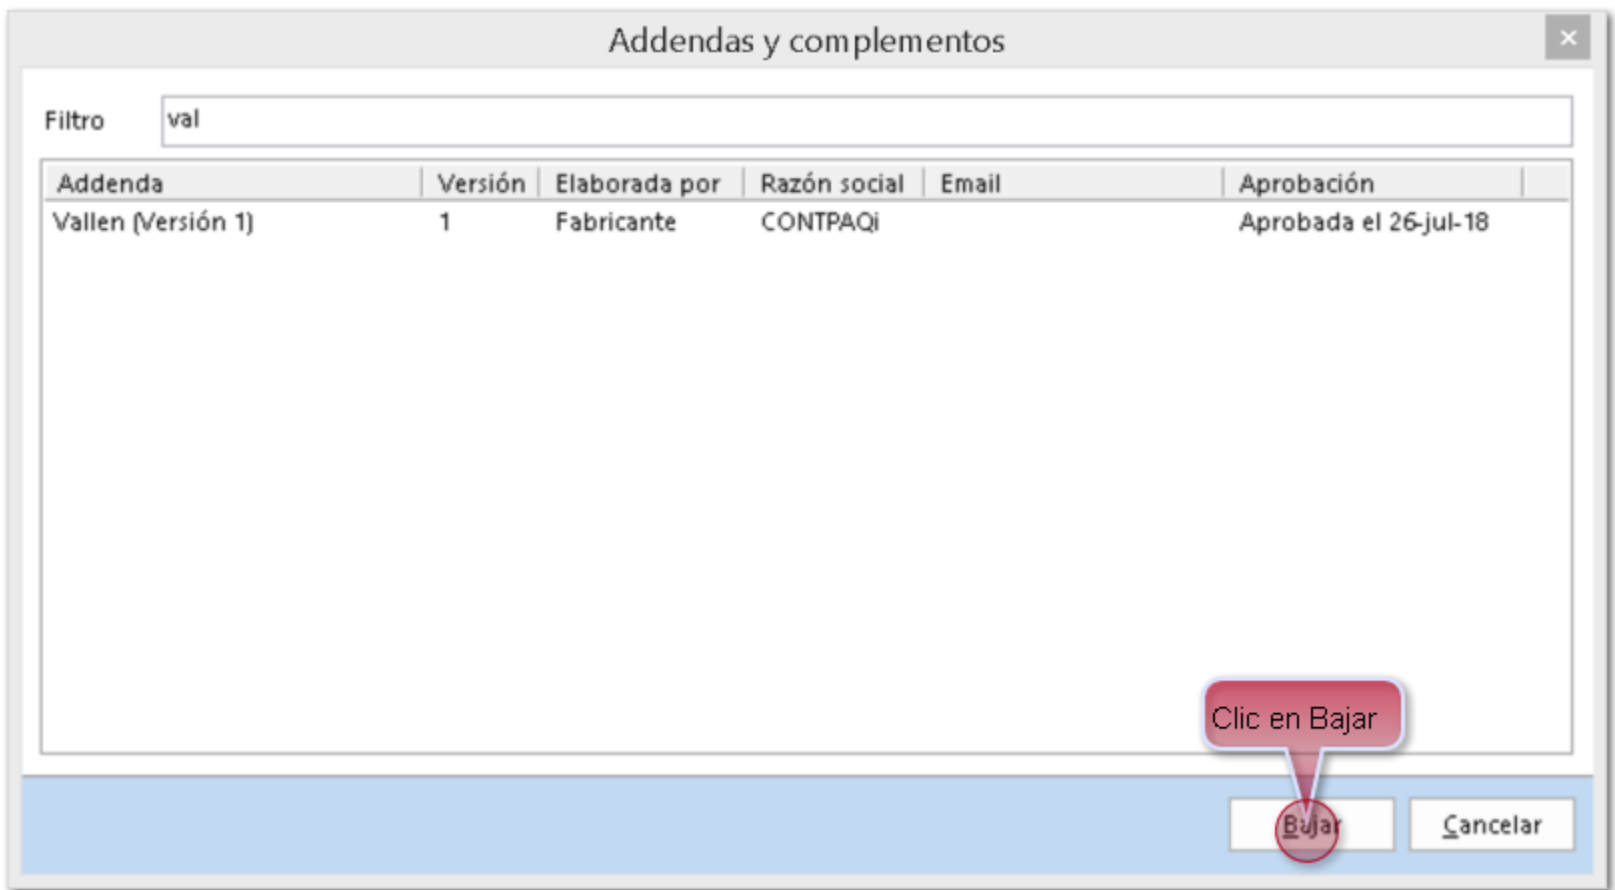 Addendas y complementos
Filtro val
Addenda Versión Elaborada por Razón social Email Aprobación
Vallen (Versión 1) 1 Fabricante CONTPAQi Aprobada el 26-jul-18
Clic en Bajar
Bajar Cancelar